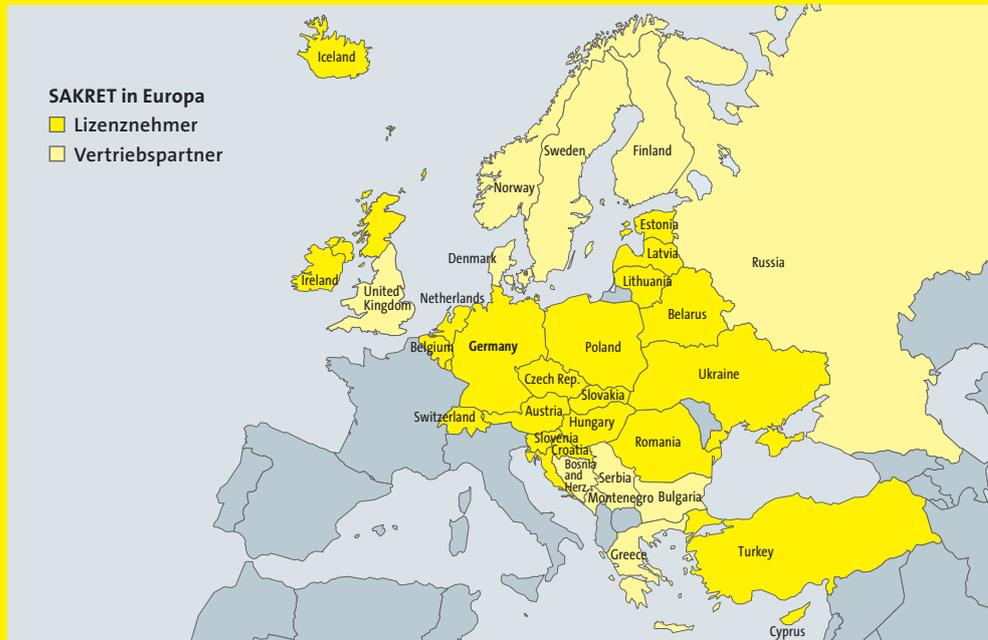 Iceland
SAKRET in Europa
Lizenznehmer
Vertriebspartner
Sweden
Finland
Norway
Estonia
Latvia
Denmark
Russia
Ireland
Lithuania
United
Kingdom
Netherlands
Belarus
Belgium
Germany
Poland
Ukraine
Czech Rep.
Slovakia
Switzerland
Austria
Hungary
Slovenia
Croatia
Romania
Bosnia
and
Herz.
Serbia
Montenegro
Bulgaria
Greece
Turkey
Cyprus